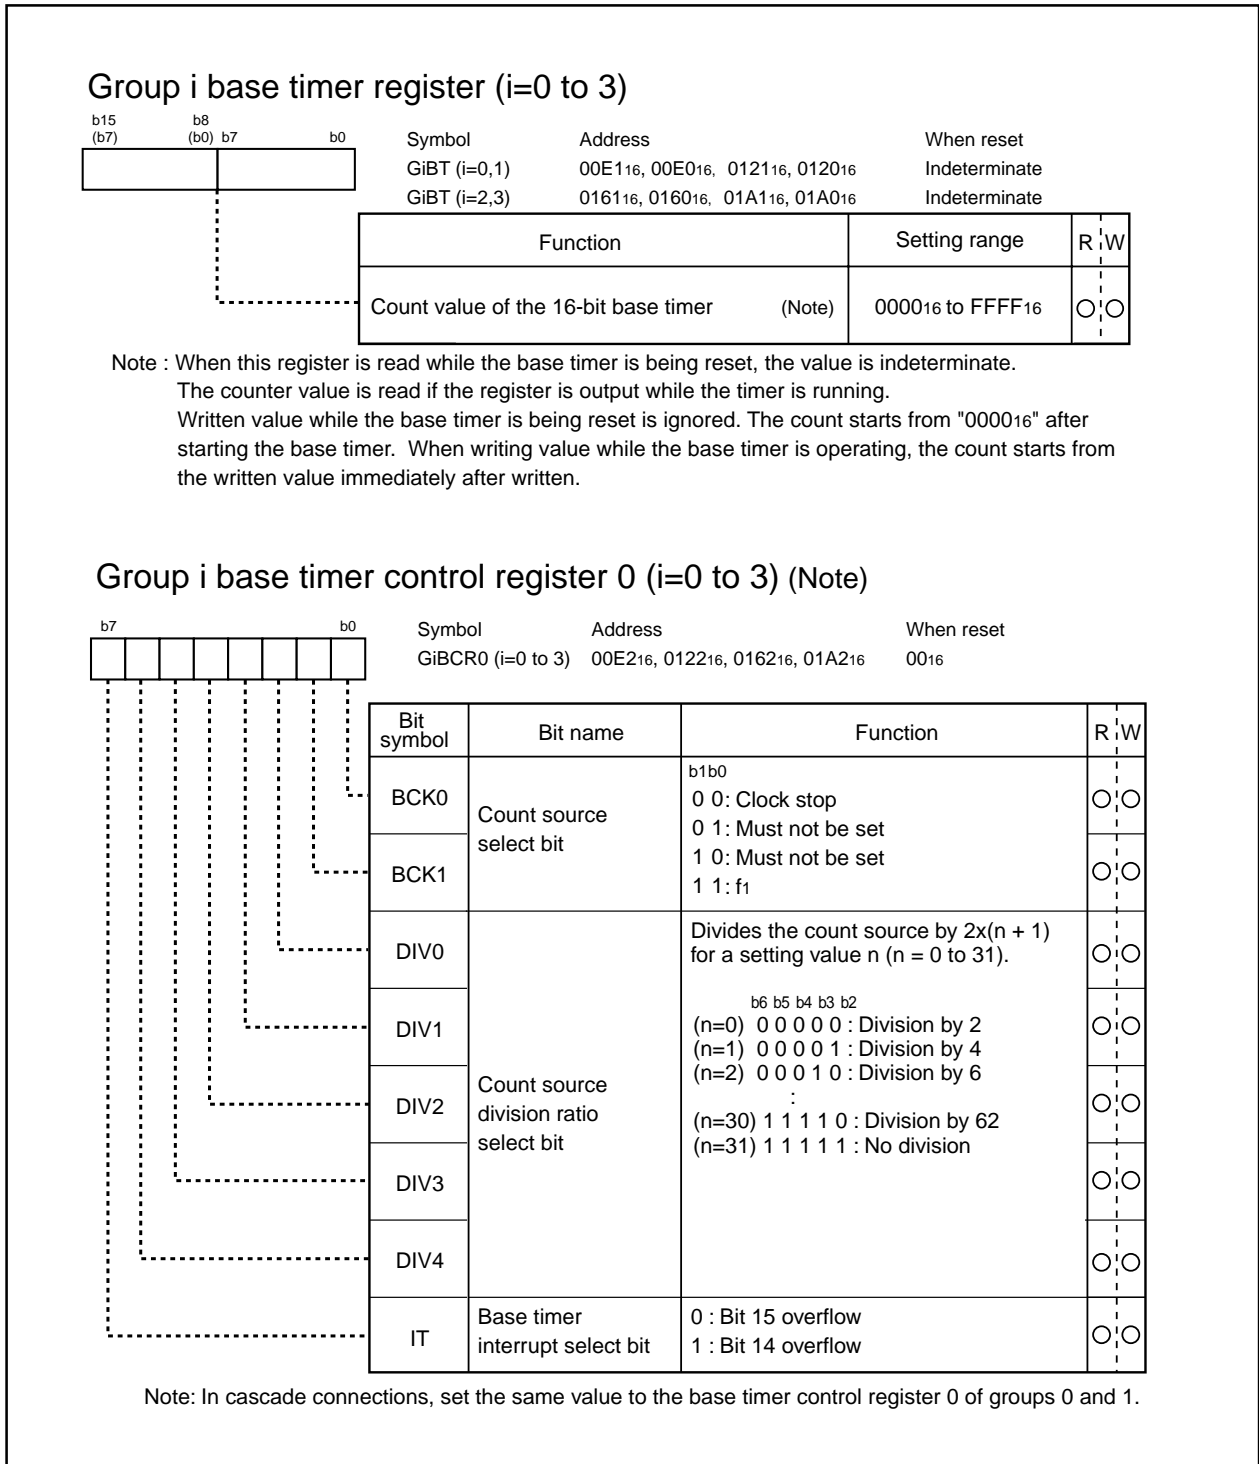 Group i base timer register (i=0 to 3)
b15 b8
(b7) (b0) b7 b0
Symbol Address When reset
GiBT (i=0,1) 00E116, 00E016, 012116, 012016 Indeterminate
GiBT (i=2,3) 016116, 016016, 01A116, 01A016 Indeterminate
Function Setting range R W
Count value of the 16-bit base timer (Note) 000016 to FFFF16
Note : When this register is read while the base timer is being reset, the value is indeterminate.
The counter value is read if the register is output while the timer is running.
Written value while the base timer is being reset is ignored. The count starts from "000016" after
starting the base timer. When writing value while the base timer is operating, the count starts from
the written value immediately after written.
Group i base timer control register 0 (i=0 to 3) (Note)
b7 b0
Symbol Address When reset
GiBCR0 (i=0 to 3) 00E216, 012216, 016216, 01A216 0016
Bit
symbol Bit name Function R W
BCK0
BCK1
Count source
select bit
b1b0
0 0: Clock stop
0 1: Must not be set
1 0: Must not be set
1 1: f1
DIV0
DIV1
DIV2
DIV3
DIV4
Count source
division ratio
select bit
Divides the count source by 2x(n + 1)
for a setting value n (n = 0 to 31).
b6 b5 b4 b3 b2
(n=0) 0 0 0 0 0 : Division by 2
(n=1) 0 0 0 0 1 : Division by 4
(n=2) 0 0 0 1 0 : Division by 6
:
(n=30) 1 1 1 1 0 : Division by 62
(n=31) 1 1 1 1 1 : No division
IT
Base timer
interrupt select bit
0 : Bit 15 overflow
1 : Bit 14 overflow
Note: In cascade connections, set the same value to the base timer control register 0 of groups 0 and 1.